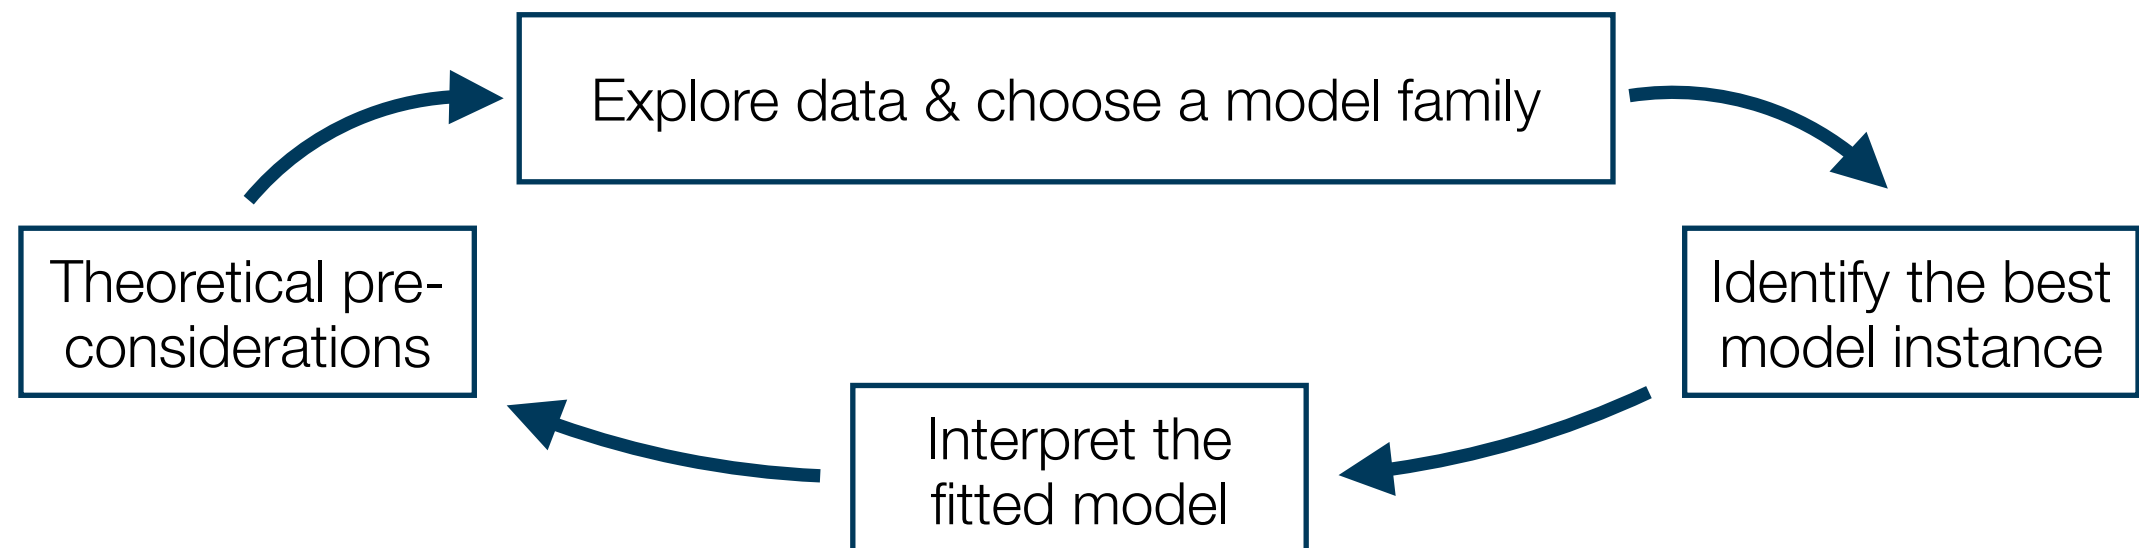 Explore data & choose a model family
Theoretical pre-
considerations
Identify the best
model instance
Interpret the
fitted model